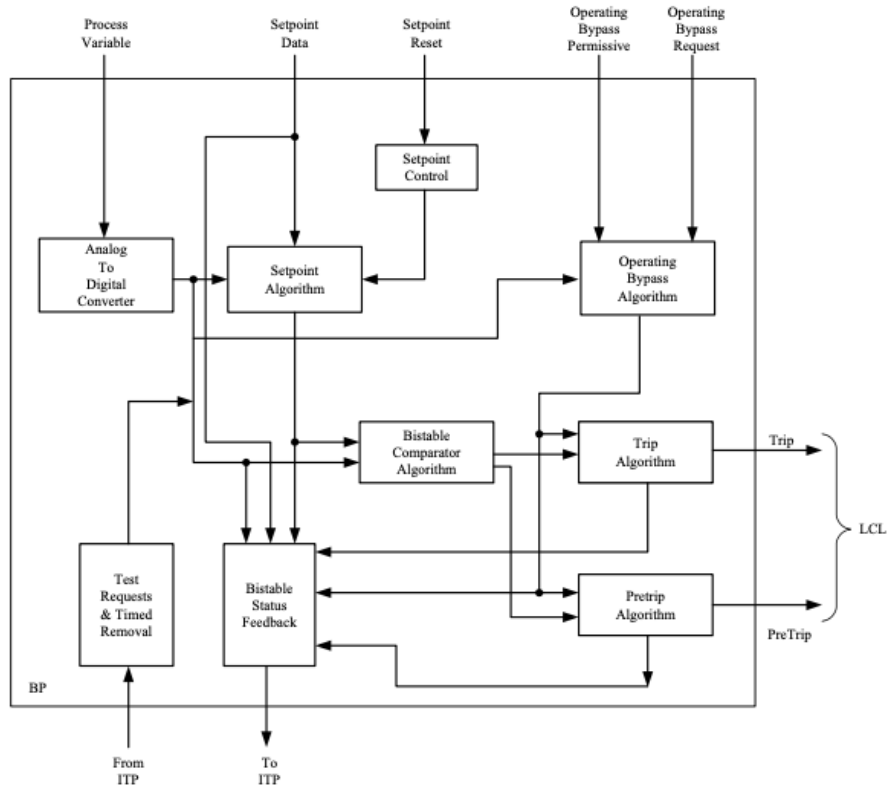 Process
Variable
Setpoint
Data
Setpoint
Reset
Operating
Bypass
Permissive
Operating
Bypass
Request
Setpoint
Control
Analog
To
Digital
Converter
Setpoint
Algorithm
Operating
Bypass
Algorithm
Bistable
Comparator
Algorithm
Trip
Algorithm
Trip
LCL
Test
Requests
& Timed
Removal
Bistable
Status
Feedback
Pretrip
Algorithm
PreTrip
BP
From
ITP
To
ITP